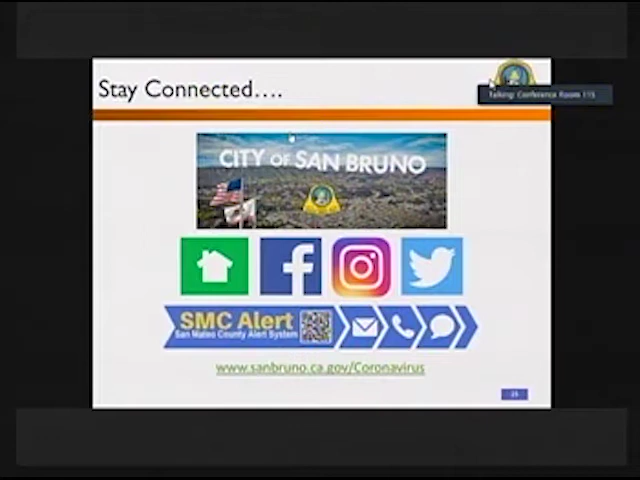 Stay Connected....
Talking: Conference Room 115
CITY OF SAN BRUNO
SMC Alert
San Mateo County Alert System
www.sanbruno.ca.gov/Coronavirus